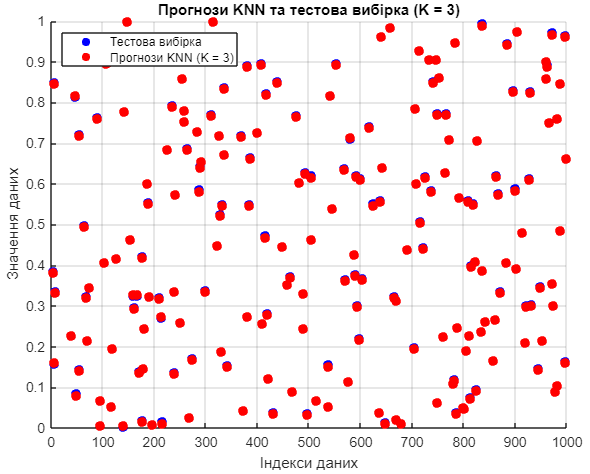 Прогнози KNN та тестова вибірка (K = 3)
Тестова вибірка
Прогнози KNN (K = 3)
1
0.9
0.8
0.7
0.6
0.5
0.4
0.3
0.2
0.1
0
Значення даних
0 100 200 300 400 500 600 700 800 900 1000
Індекси даних